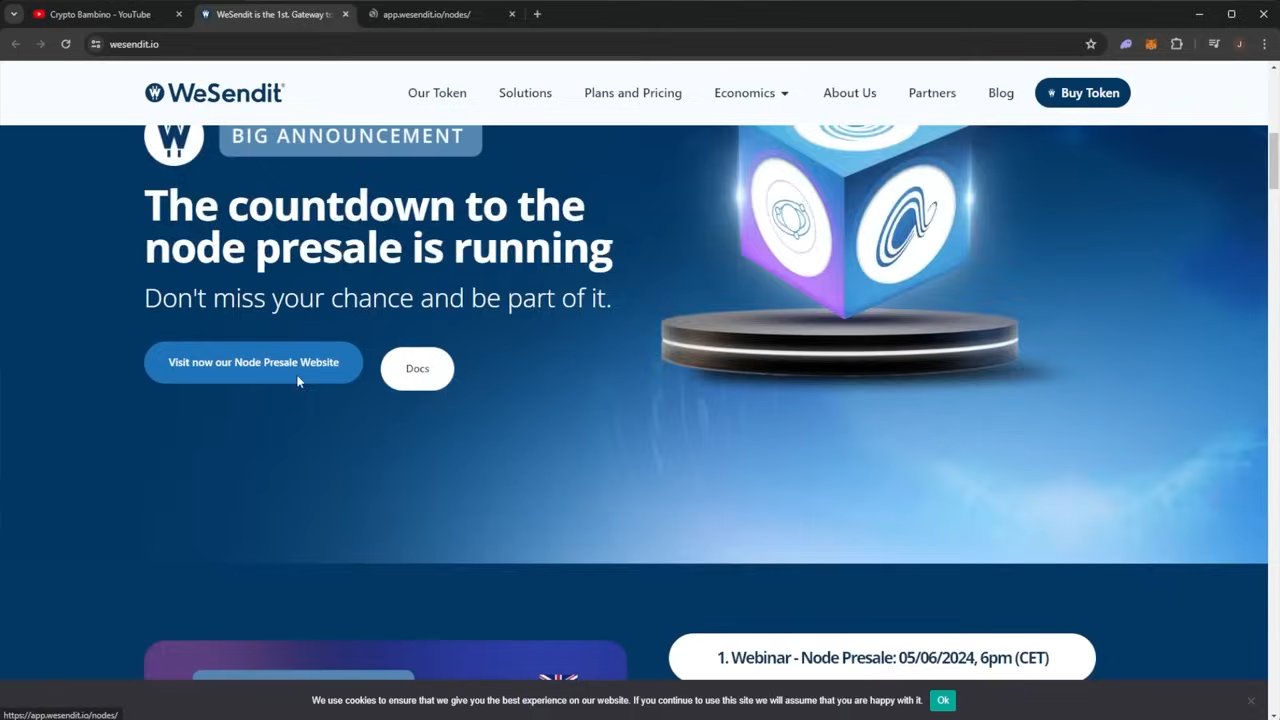 Crypto Bambino - YouTube
WeSendit is the 1st. Gateway to
app.wesendit.io/nodes/
wesendit.io
J
WeSendit®
Our Token
Solutions
Plans and Pricing
Economics
About Us
Partners
Blog
Buy Token
BIG ANNOUNCEMENT
The countdown to the
node presale is running
Don't miss your chance and be part of it.
Visit now our Node Presale Website
Docs
1. Webinar - Node Presale: 05/06/2024, 6pm (CET)
We use cookies to ensure that we give you the best experience on our website. If you continue to use this site we will assume that you are happy with it.
Ok
https://app.wesendit.io/nodes/